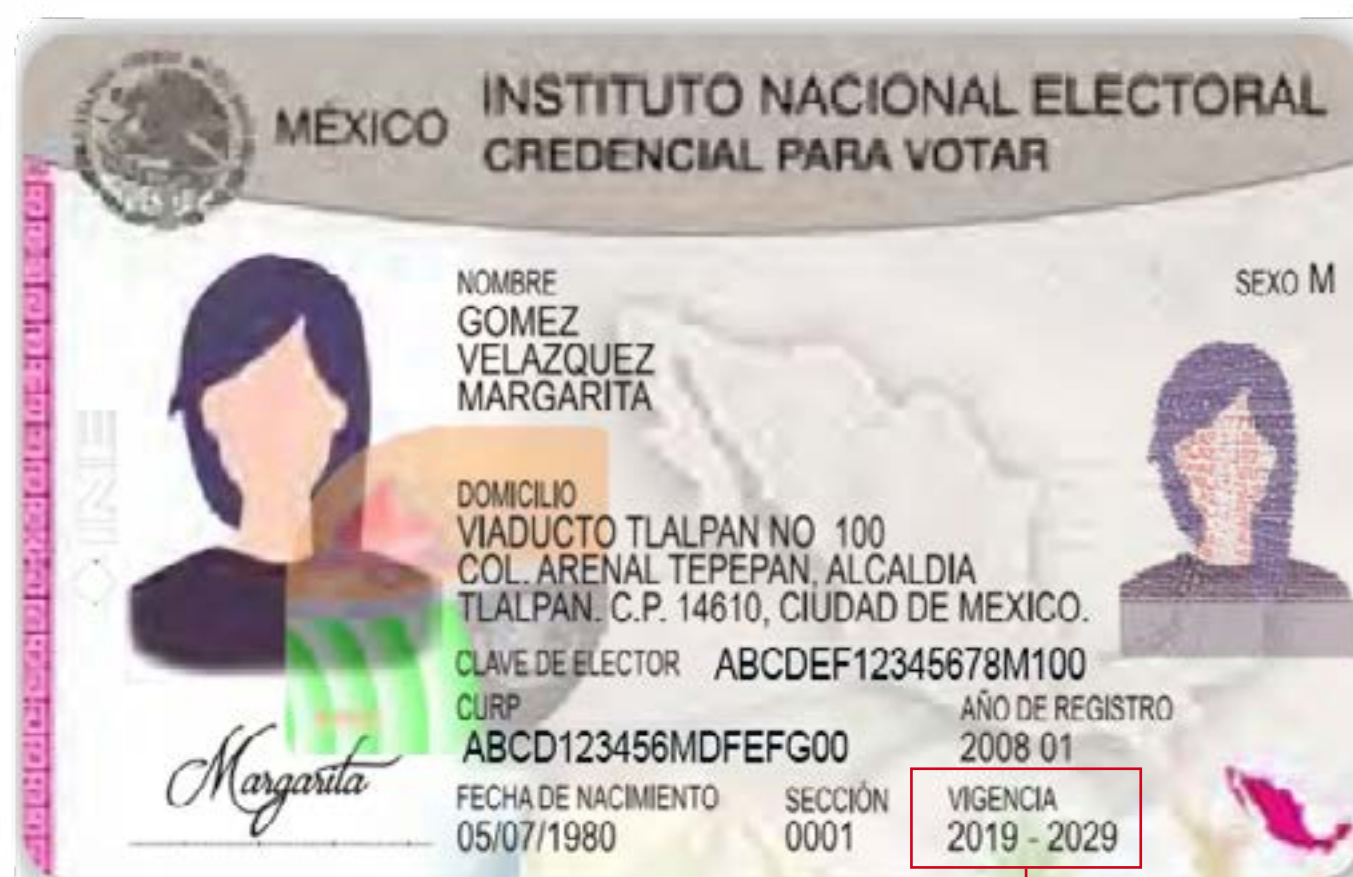 MÉXICO
INSTITUTO NACIONAL ELECTORAL
CREDENCIAL PARA VOTAR
NOMBRE
GOMEZ
VELAZQUEZ
MARGARITA
SEXO M
INE
DOMICILIO
VIADUCTO TLALPAN NO 100
COL. ARENAL TEPEPAN, ALCALDIA
TLALPAN. C.P. 14610, CIUDAD DE MEXICO.
CLAVE DE ELECTOR ABCDEF12345678M100
CURP
ABCD123456MDFEFG00
AÑO DE REGISTRO
2008 01
Margarita
FECHA DE NACIMIENTO
05/07/1980
SECCIÓN
0001
VIGENCIA
2019 - 2029